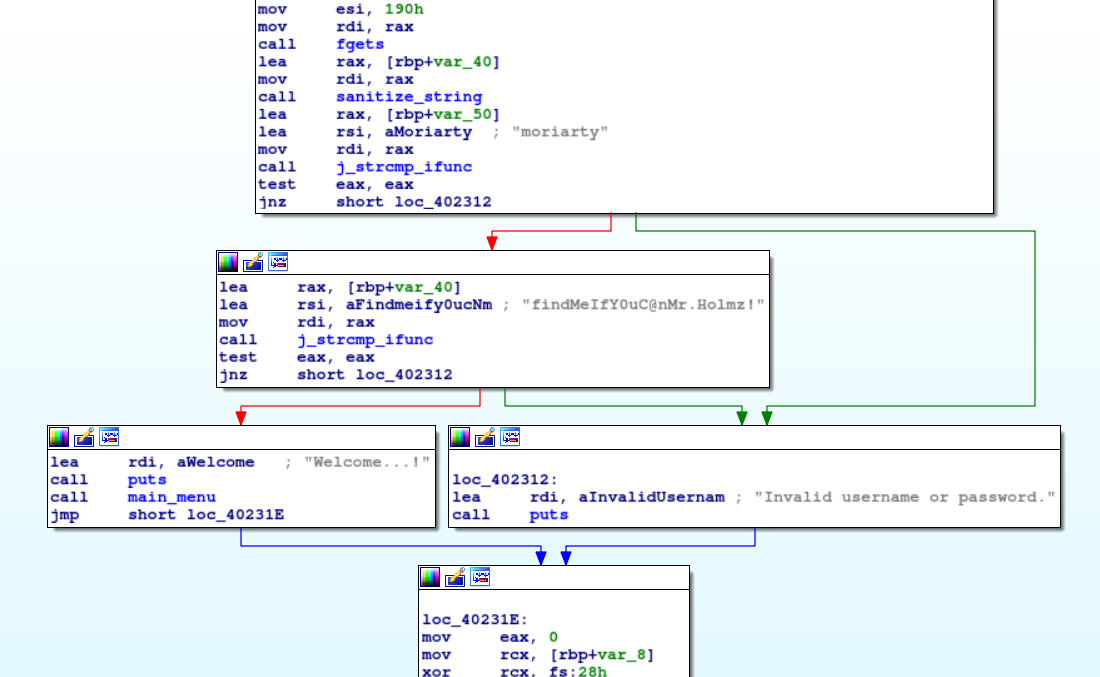 mov esi, 190h
mov rdi, rax
call fgets
lea rax, [rbp+var_40]
mov rdi, rax
call sanitize_string
lea rax, [rbp+var_50]
lea rsi, aMoriarty ; "moriarty"
mov rdi, rax
call j_strcmp_ifunc
test eax, eax
jnz short loc_402312
lea rax, [rbp+var_40]
lea rsi, aFindmeify0ucNm ; "findMeIfY0uC@nMr.Holmz!"
mov rdi, rax
call j_strcmp_ifunc
test eax, eax
jnz short loc_402312
lea rdi, aWelcome ; "Welcome...!"
call puts
call main_menu
jmp short loc_40231E
loc_402312:
lea rdi, aInvalidUsernam ; "Invalid username or password."
call puts
loc_40231E:
mov eax, 0
mov rcx, [rbp+var_8]
xor rcx, fs:28h